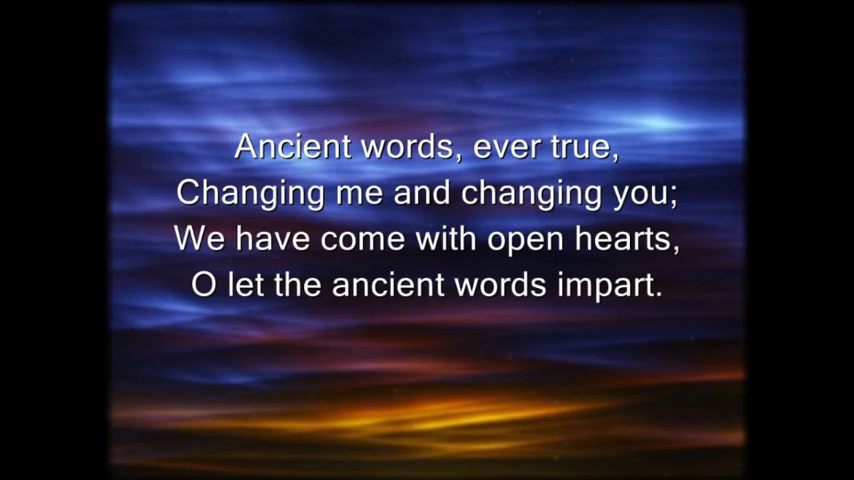 Ancient words, ever true,
Changing me and changing you;
We have come with open hearts,
O let the ancient words impart.